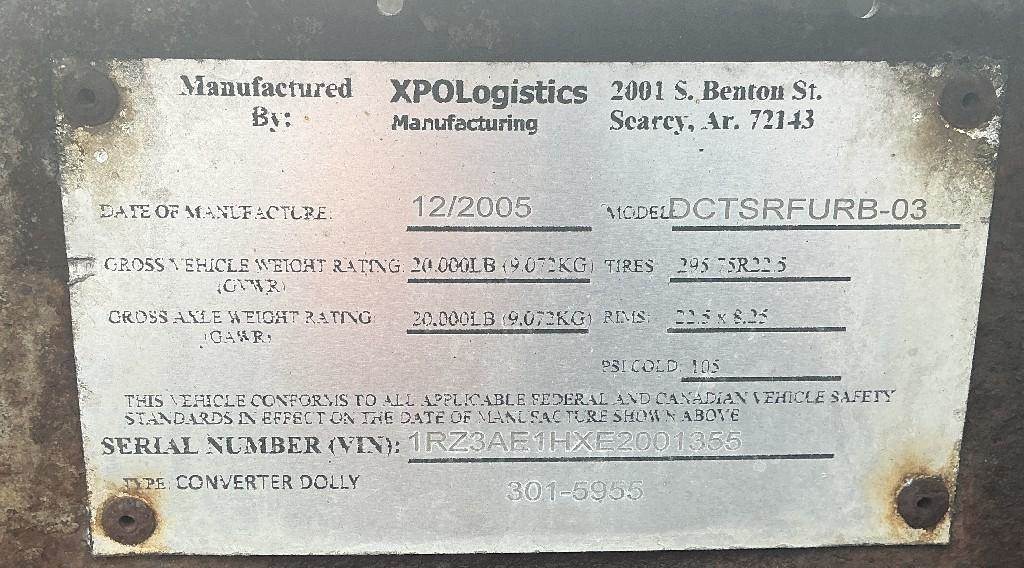 Manufactured By: XPOLogistics Manufacturing 2001 S. Benton St. Searcy, Ar. 72143
DATE OF MANUFACTURE: 12/2005 MODEL DCTSRFURB-03
GROSS VEHICLE WEIGHT RATING (GVWR) 20,000LB (9,072KG) TIRES 295 75R22.5
GROSS AXLE WEIGHT RATING (GAWR) 20,000LB (9,072KG) RIMS: 22.5 x 8.25
PSI COLD 105
THIS VEHICLE CONFORMS TO ALL APPLICABLE FEDERAL AND CANADIAN VEHICLE SAFETY
STANDARDS IN EFFECT ON THE DATE OF MANUFACTURE SHOWN ABOVE
SERIAL NUMBER (VIN): 1RZ3AE1HXE2001355
TYPE: CONVERTER DOLLY 301-5955